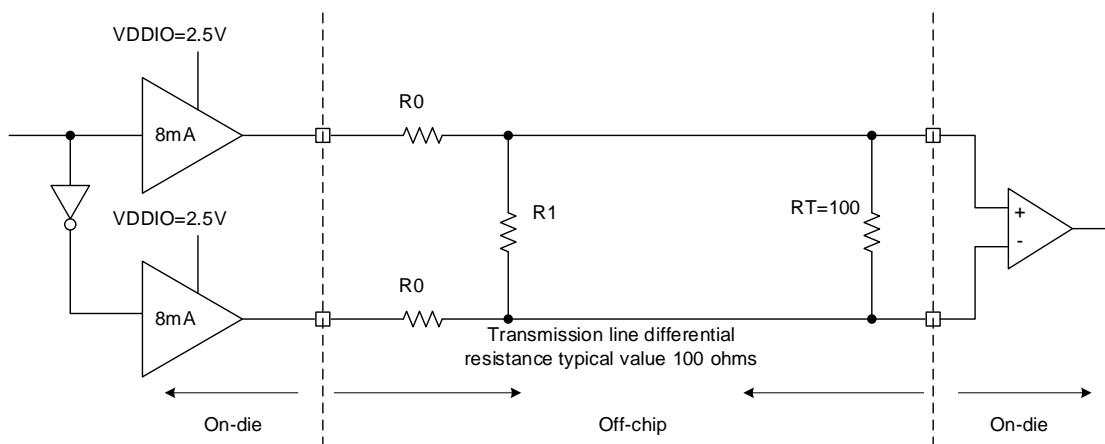 VDDIO=2.5V
R0
8mA
VDDIO=2.5V
R1
RT=100
+
-
R0
8mA
Transmission line differential
resistance typical value 100 ohms
On-die
Off-chip
On-die